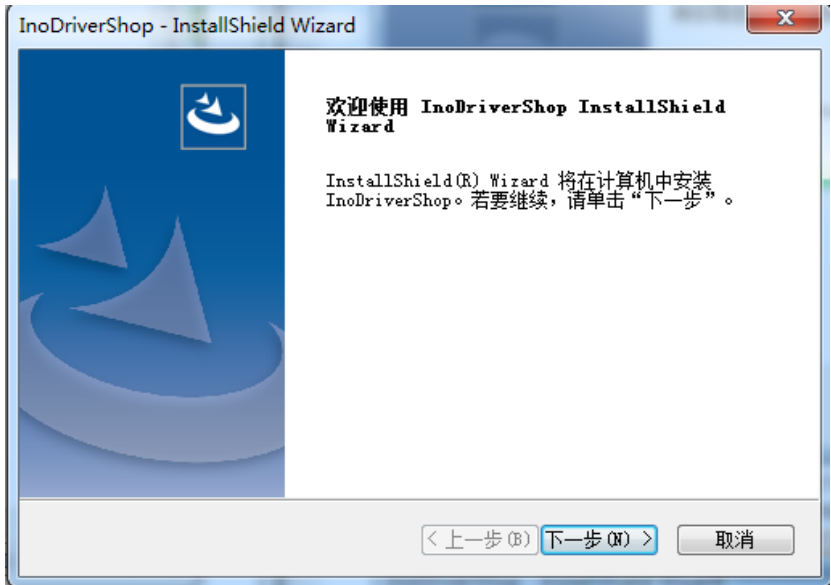 InoDriverShop - InstallShield Wizard
欢迎使用 InoDriverShop InstallShield
Wizard
InstallShield(R) Wizard 将在计算机中安装
InoDriverShop。若要继续，请单击“下一步”。
< 上一步(B)
下一步(N) >
取消